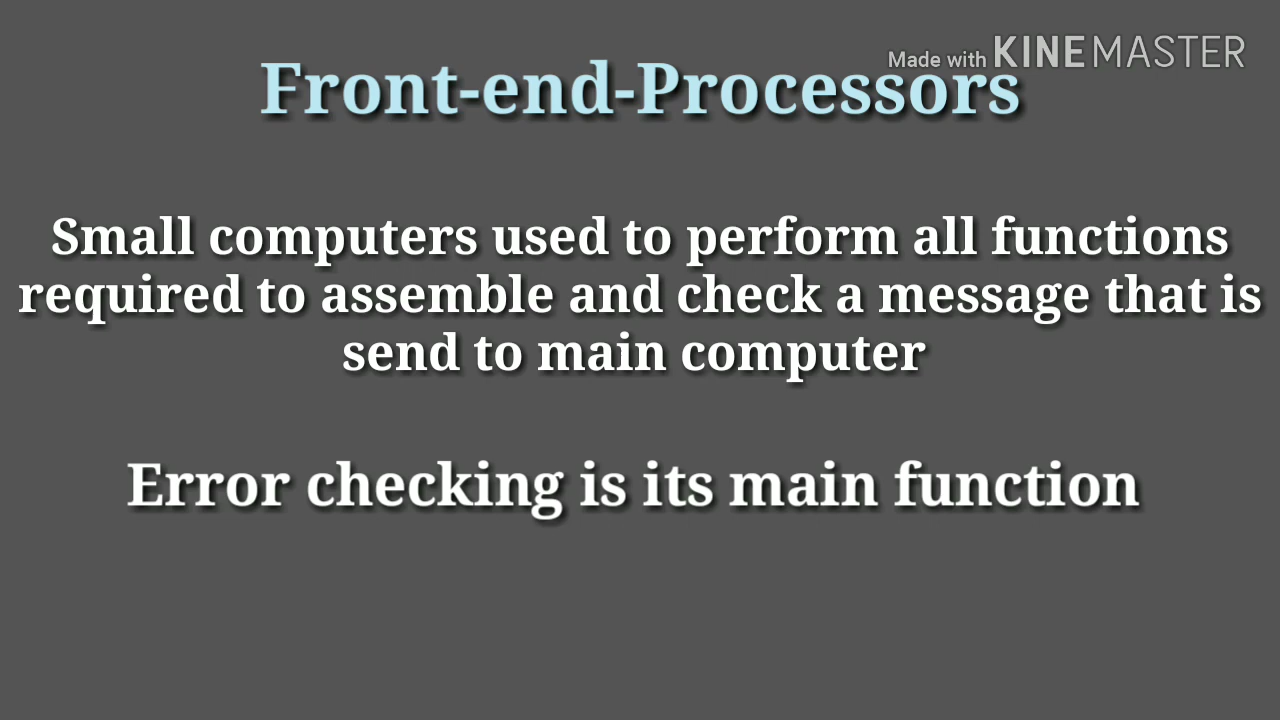 Made with KINEMASTER
Front-end-Processors
Small computers used to perform all functions
required to assemble and check a message that is
send to main computer
Error checking is its main function